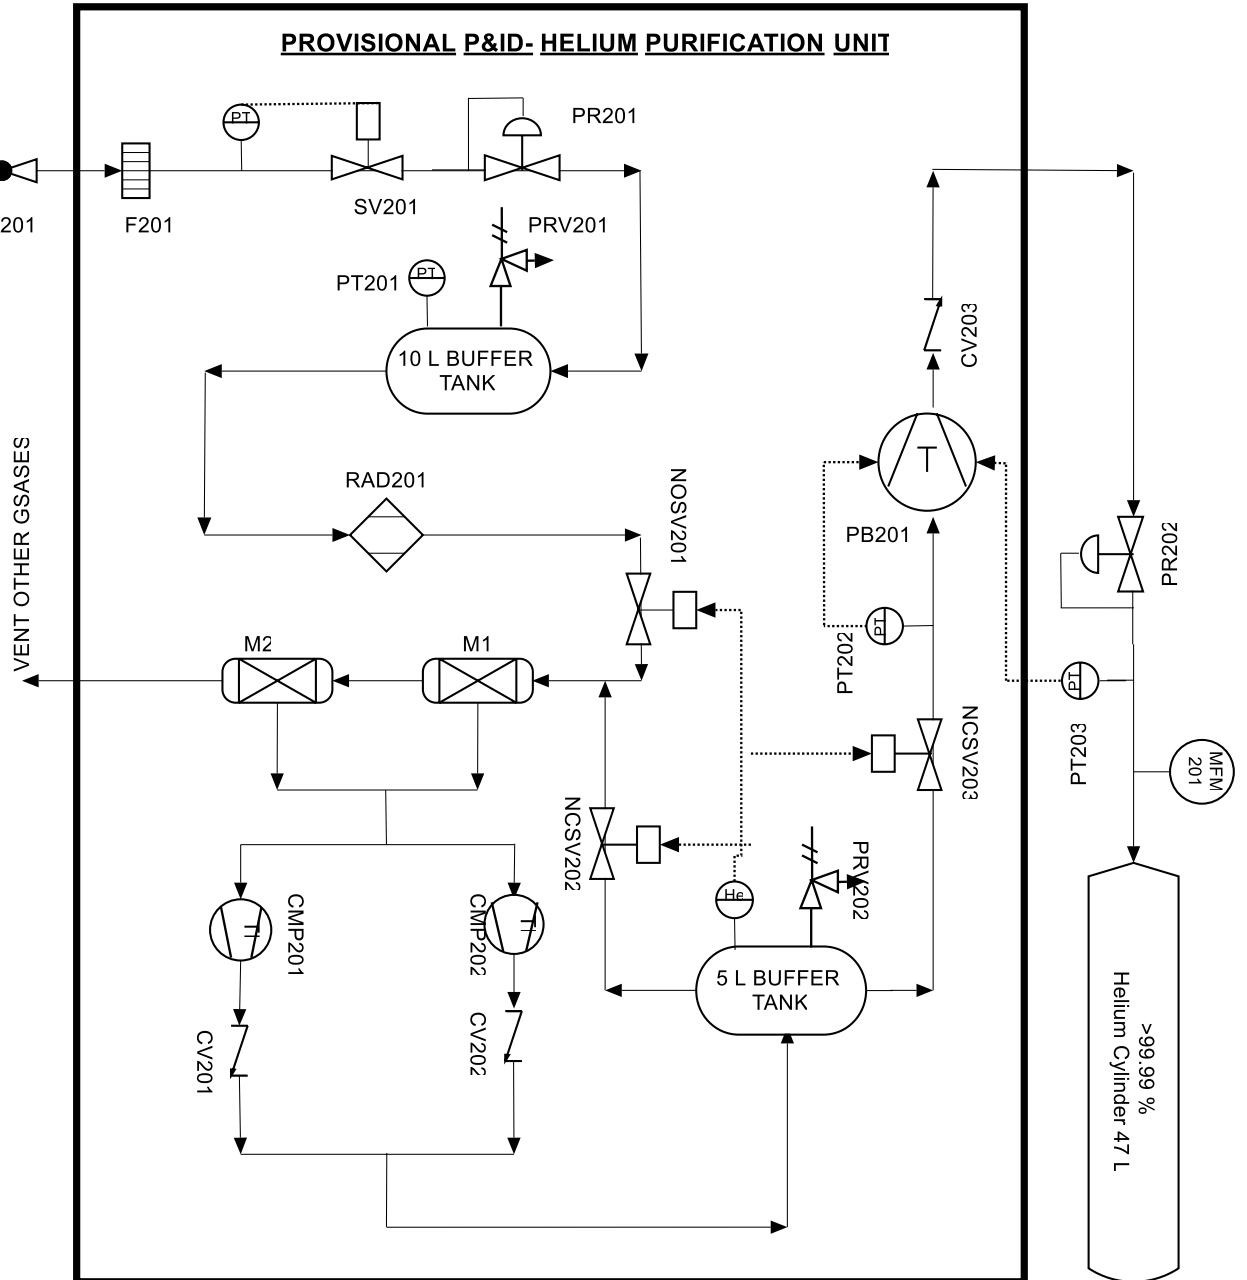 PROVISIONAL P&ID- HELIUM PURIFICATION UNIT
PT
PR201
201
F201
SV201
PRV201
PT201
PT
10 L BUFFER
TANK
CV203
VENT OTHER GSASES
RAD201
NOSV201
T
PB201
PR202
M2
M1
PT202
PT
PT203
PT
NCSV203
MFM
201
NCSV202
PRV202
He
CMP201
CMP202
5 L BUFFER
TANK
CV201
CV202
>99.99 %
Helium Cylinder 47 L